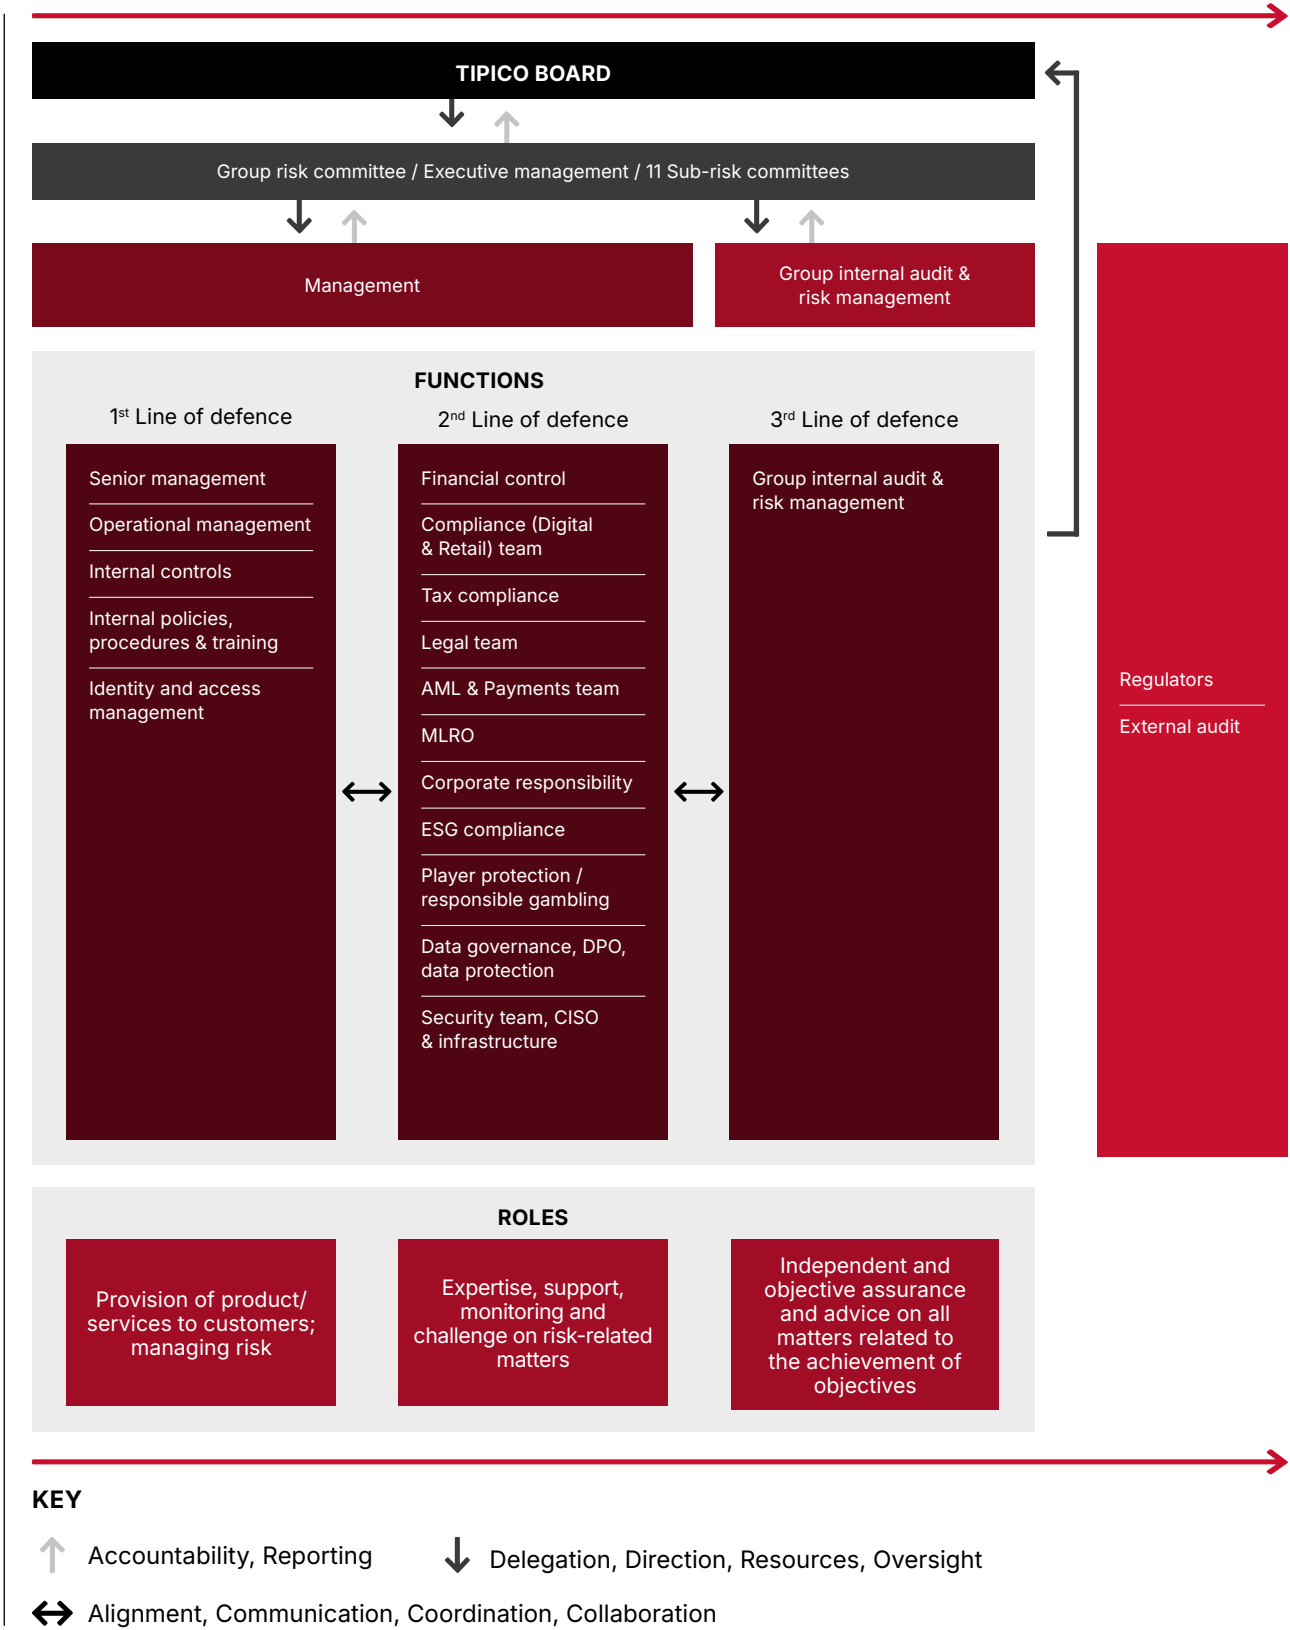 TIPICO BOARD
Group risk committee / Executive management / 11 Sub-risk committees
Management
Group internal audit &
risk management
FUNCTIONS
1st Line of defence
Senior management
Operational management
Internal controls
Internal policies,
procedures & training
Identity and access
management
2nd Line of defence
Financial control
Compliance (Digital
& Retail) team
Tax compliance
Legal team
AML & Payments team
MLRO
Corporate responsibility
ESG compliance
Player protection /
responsible gambling
Data governance, DPO,
data protection
Security team, CISO
& infrastructure
3rd Line of defence
Group internal audit &
risk management
Regulators
External audit
ROLES
Provision of product/
services to customers;
managing risk
Expertise, support,
monitoring and
challenge on risk-related
matters
Independent and
objective assurance
and advice on all
matters related to
the achievement of
objectives
KEY
Accountability, Reporting
Delegation, Direction, Resources, Oversight
Alignment, Communication, Coordination, Collaboration